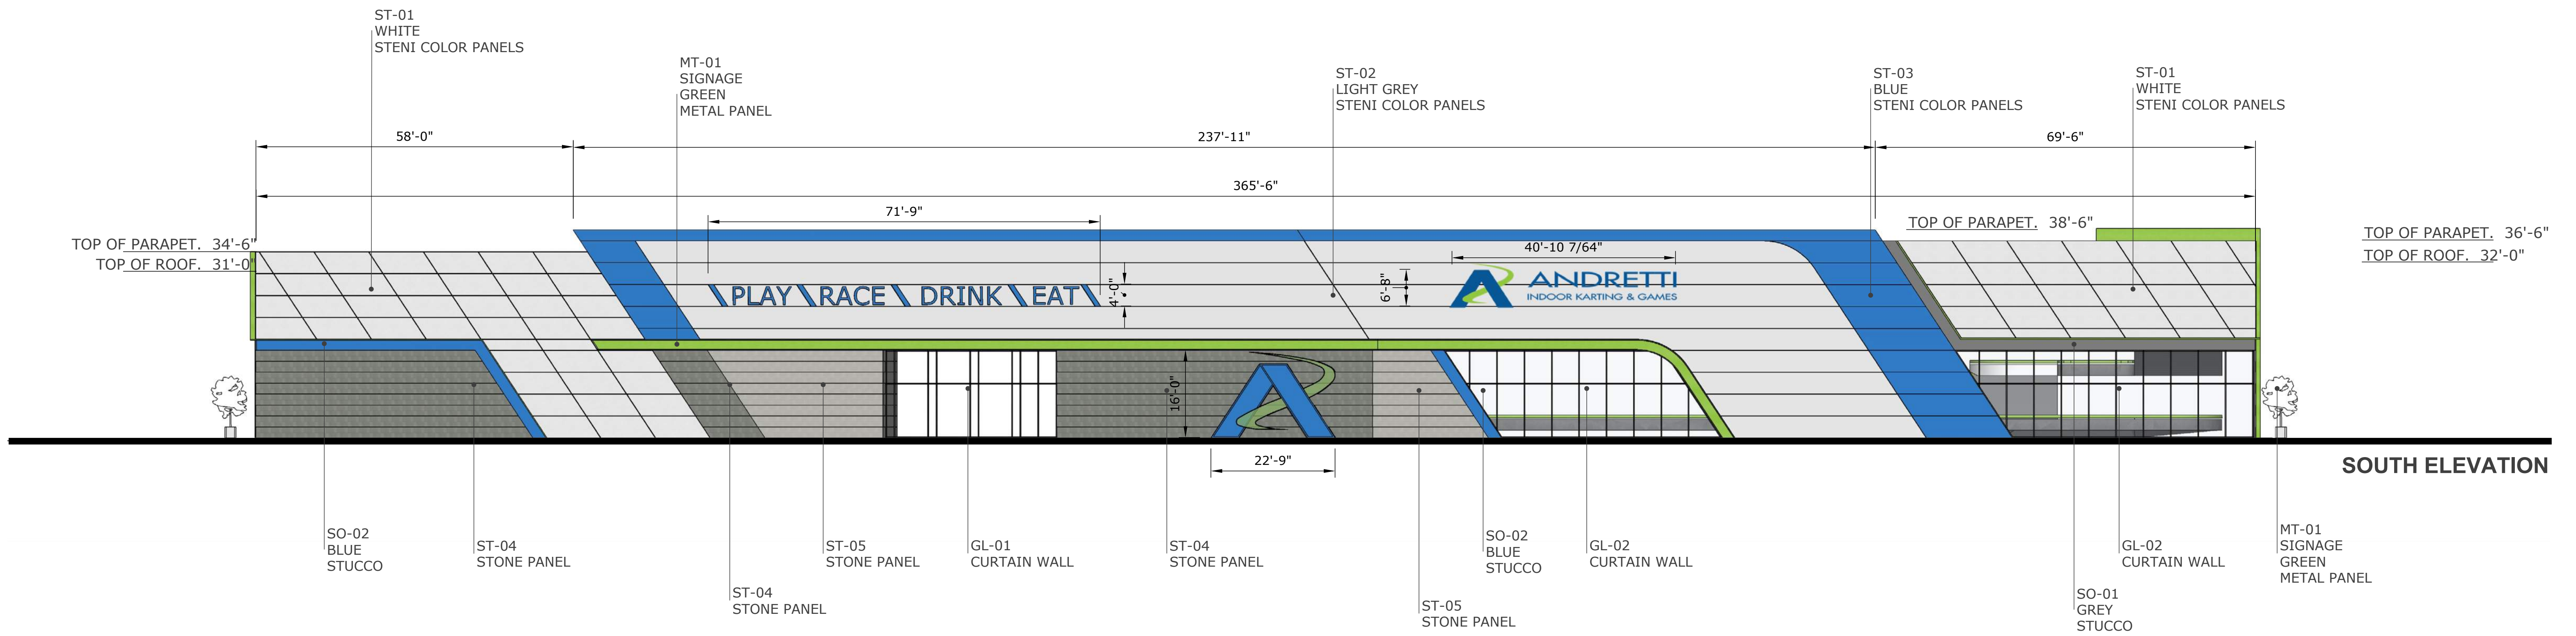 ST-01
WHITE
STENI COLOR PANELS
MT-01
SIGNAGE
GREEN
METAL PANEL
ST-02
LIGHT GREY
STENI COLOR PANELS
ST-03
BLUE
STENI COLOR PANELS
ST-01
WHITE
STENI COLOR PANELS
58'-0"
237'-11"
69'-6"
365'-6"
71'-9"
TOP OF PARAPET. 38'-6"
TOP OF PARAPET. 34'-6"
TOP OF ROOF. 31'-0"
40'-10 7/64"
TOP OF PARAPET. 36'-6"
TOP OF ROOF. 32'-0"
PLAY RACE DRINK EAT
4'-0"
6'-8"
ANDRETTI
INDOOR KARTING & GAMES
16'-0"
22'-9"
SOUTH ELEVATION
SO-02
BLUE
STUCCO
ST-04
STONE PANEL
ST-04
STONE PANEL
ST-05
STONE PANEL
GL-01
CURTAIN WALL
ST-04
STONE PANEL
ST-05
STONE PANEL
SO-02
BLUE
STUCCO
GL-02
CURTAIN WALL
SO-01
GREY
STUCCO
GL-02
CURTAIN WALL
MT-01
SIGNAGE
GREEN
METAL PANEL